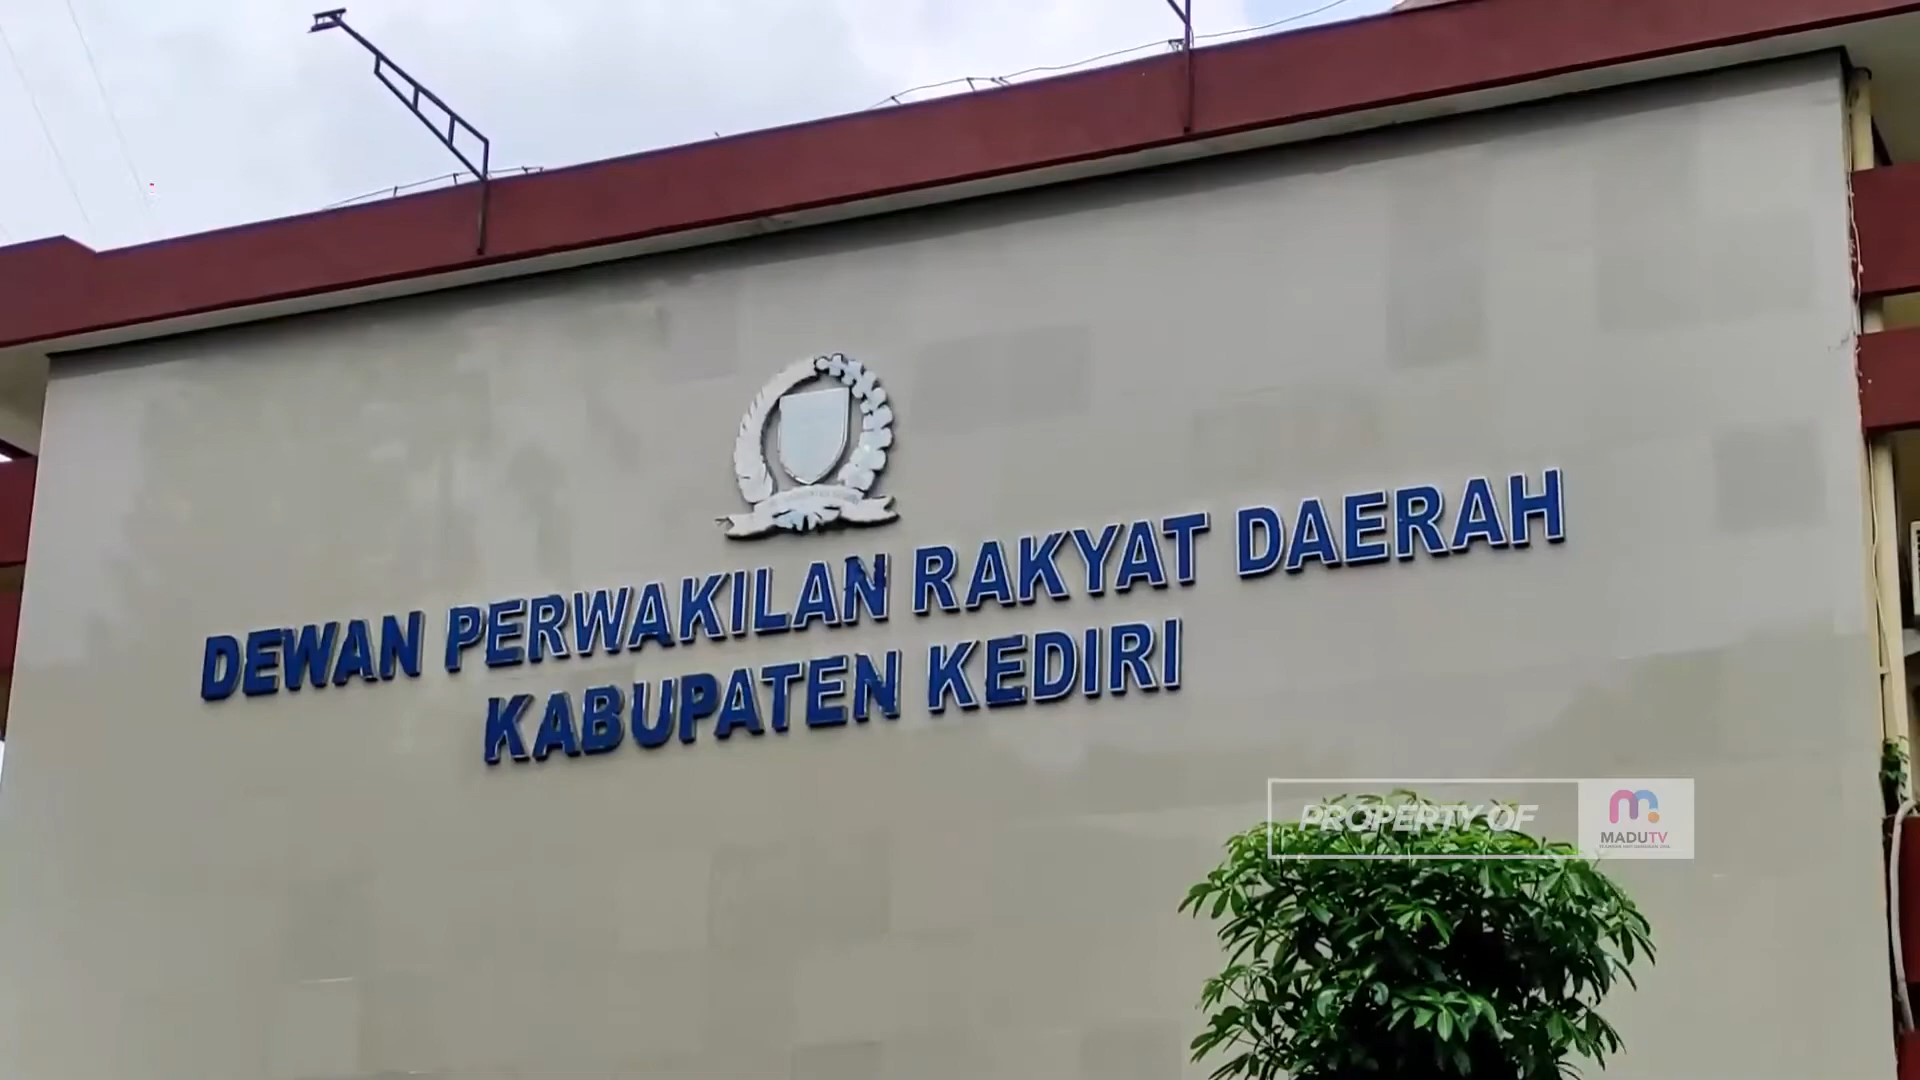 DEWAN PERWAKILAN RAKYAT DAERAH
KABUPATEN KEDIRI
PROPERTY OF
MADUTV